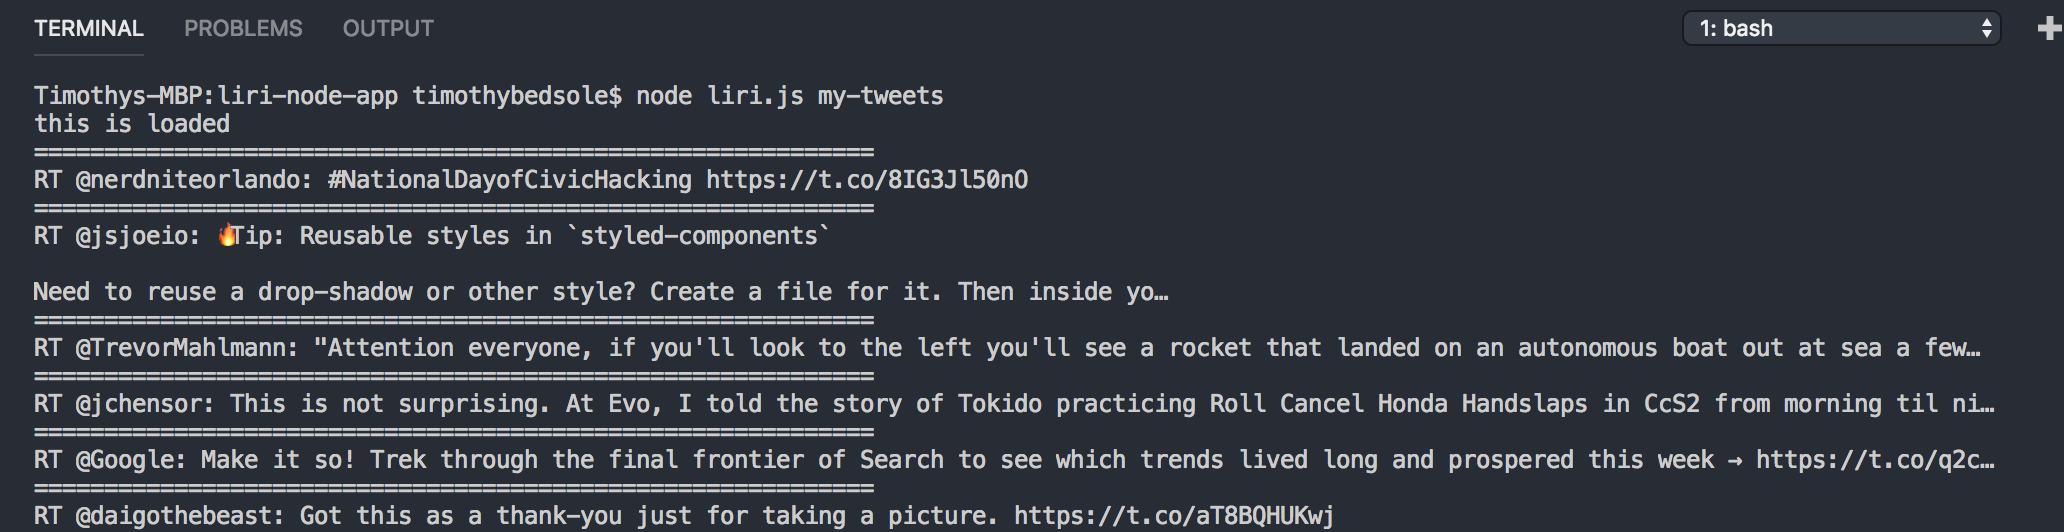 TERMINAL PROBLEMS OUTPUT 1: bash
Timothys-MBP:liri-node-app timothybedsole$ node liri.js my-tweets
this is loaded
============================================================
RT @nerdniteorlando: #NationalDayofCivicHacking https://t.co/8IG3Jl50nO
============================================================
RT @jsjoeio: 🔥Tip: Reusable styles in `styled-components`
Need to reuse a drop-shadow or other style? Create a file for it. Then inside yo…
============================================================
RT @TrevorMahlmann: "Attention everyone, if you'll look to the left you'll see a rocket that landed on an autonomous boat out at sea a few…
============================================================
RT @jchensor: This is not surprising. At Evo, I told the story of Tokido practicing Roll Cancel Honda Handslaps in CcS2 from morning til ni…
============================================================
RT @Google: Make it so! Trek through the final frontier of Search to see which trends lived long and prospered this week → https://t.co/q2c…
============================================================
RT @daigothebeast: Got this as a thank-you just for taking a picture. https://t.co/aT8BQHUKwj